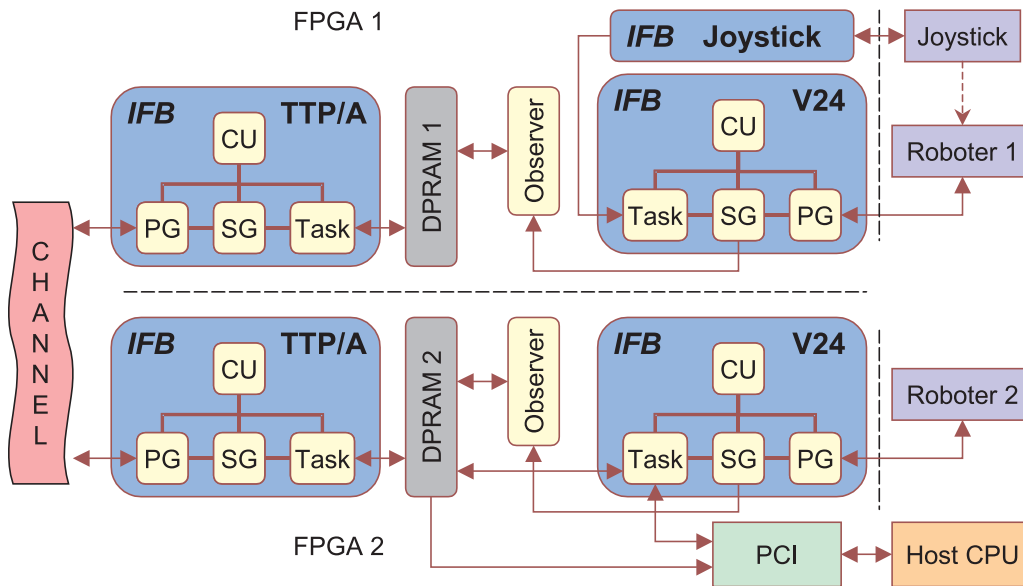 FPGA 1
IFB Joystick
Joystick
IFB TTP/A
CU
PG
SG
Task
DPRAM 1
Observer
IFB V24
CU
Task
SG
PG
Roboter 1
CHANNEL
IFB TTP/A
CU
PG
SG
Task
DPRAM 2
Observer
IFB V24
CU
Task
SG
PG
Roboter 2
FPGA 2
PCI
Host CPU